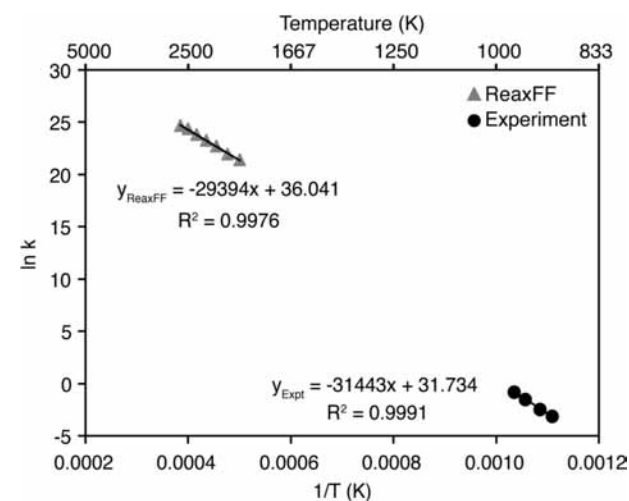 Temperature (K)
5000 2500 1667 1250 1000 833
30
25
20
15
10
5
0
-5
ln k
ReaxFF
Experiment
y_ReaxFF = -29394x + 36.041
R² = 0.9976
y_Expt = -31443x + 31.734
R² = 0.9991
0.0002 0.0004 0.0006 0.0008 0.0010 0.0012
1/T (K)